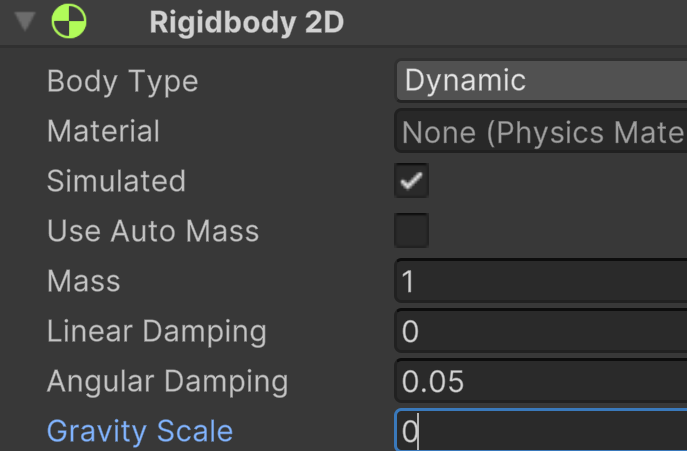 Rigidbody 2D
Body Type Dynamic
Material None (Physics Mate
Simulated
Use Auto Mass
Mass 1
Linear Damping 0
Angular Damping 0.05
Gravity Scale 0